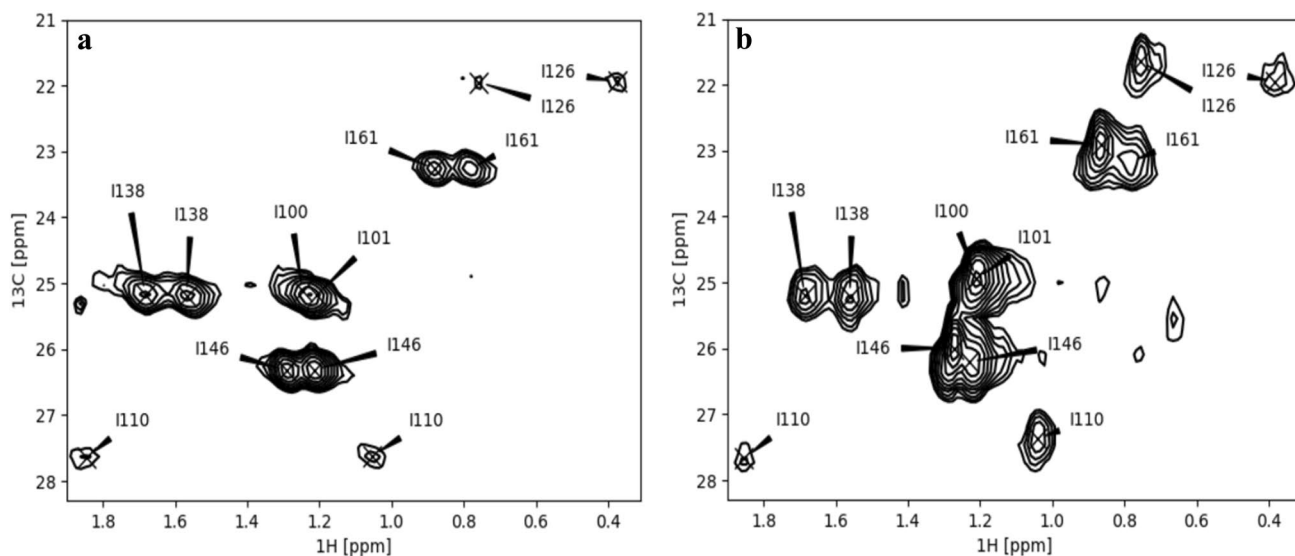 a
21
22
23
24
25
26
27
28
13C [ppm]
I126
I126
I161
I161
I138
I138
I100
I101
I146
I146
I110
I110
1.8
1.6
1.4
1.2
1.0
0.8
0.6
0.4
1H [ppm]
b
21
22
23
24
25
26
27
28
13C [ppm]
I126
I126
I161
I161
I138
I138
I100
I101
I146
I146
I110
I110
1.8
1.6
1.4
1.2
1.0
0.8
0.6
0.4
1H [ppm]